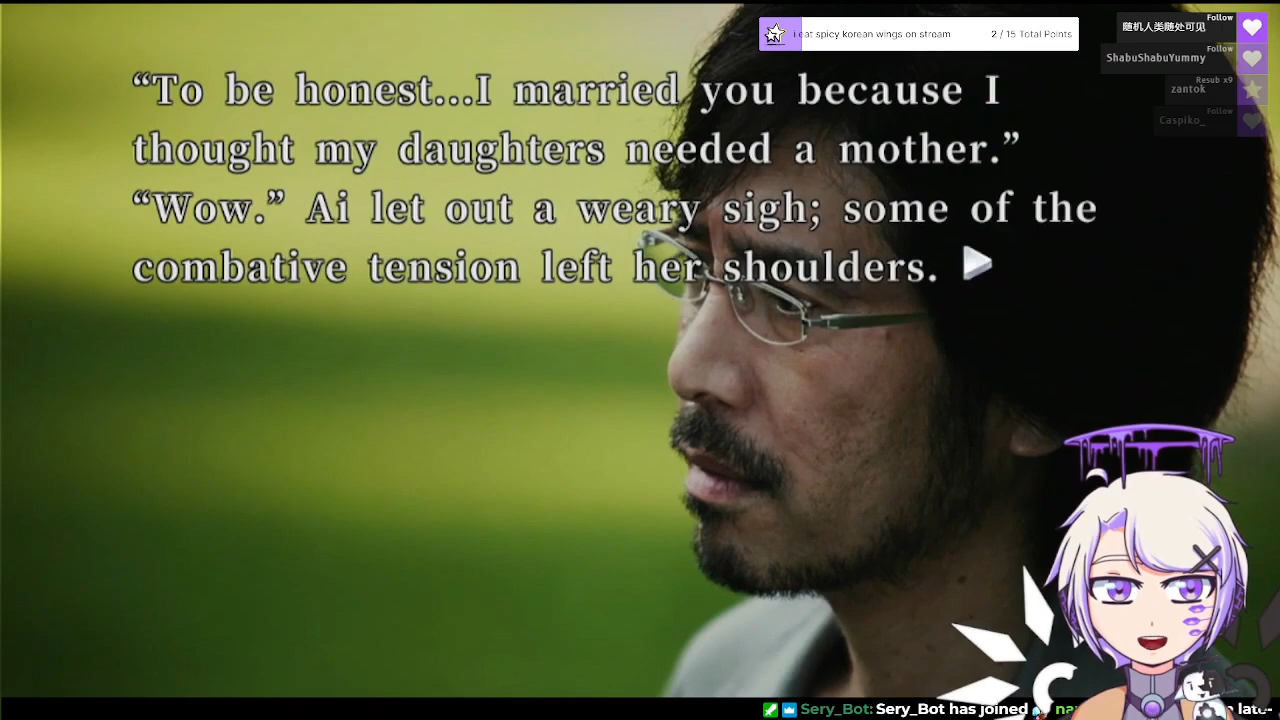 i eat spicy korean wings on stream 2 / 15 Total Points
Follow
随机人类随处可见
Follow
ShabuShabuYummy
Resub x9
zantok
Follow
Caspiko_
“To be honest...I married you because I
thought my daughters needed a mother.”
“Wow.” Ai let out a weary sigh; some of the
combative tension left her shoulders.
Sery_Bot: Sery_Bot has joined